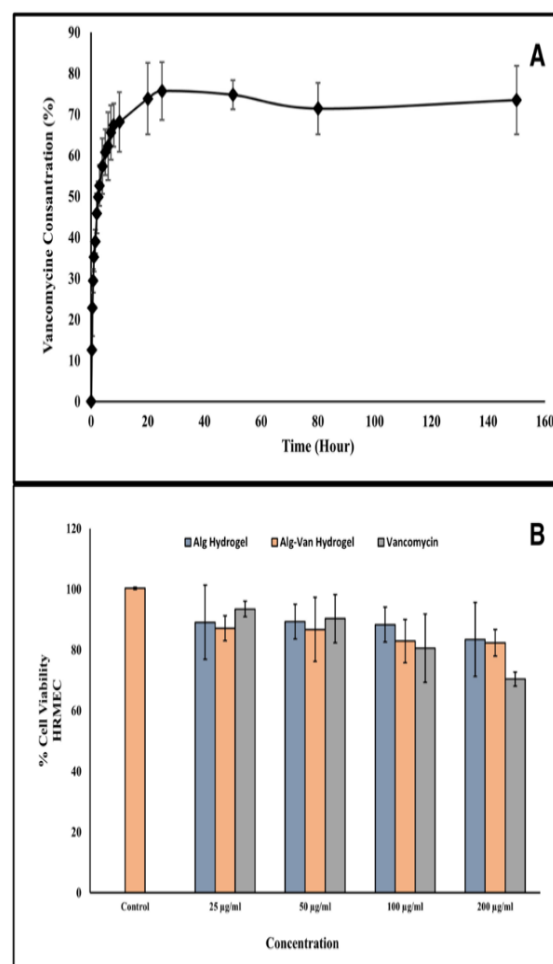 A
Vancomycine Consantration (%)
90
80
70
60
50
40
30
20
10
0
0 20 40 60 80 100 120 140 160
Time (Hour)
B
Alg Hydrogel Alg-Van Hydrogel Vancomycin
% Cell Viability
HRMEC
120
100
80
60
40
20
0
Control 25 µg/ml 50 µg/ml 100 µg/ml 200 µg/ml
Concentration